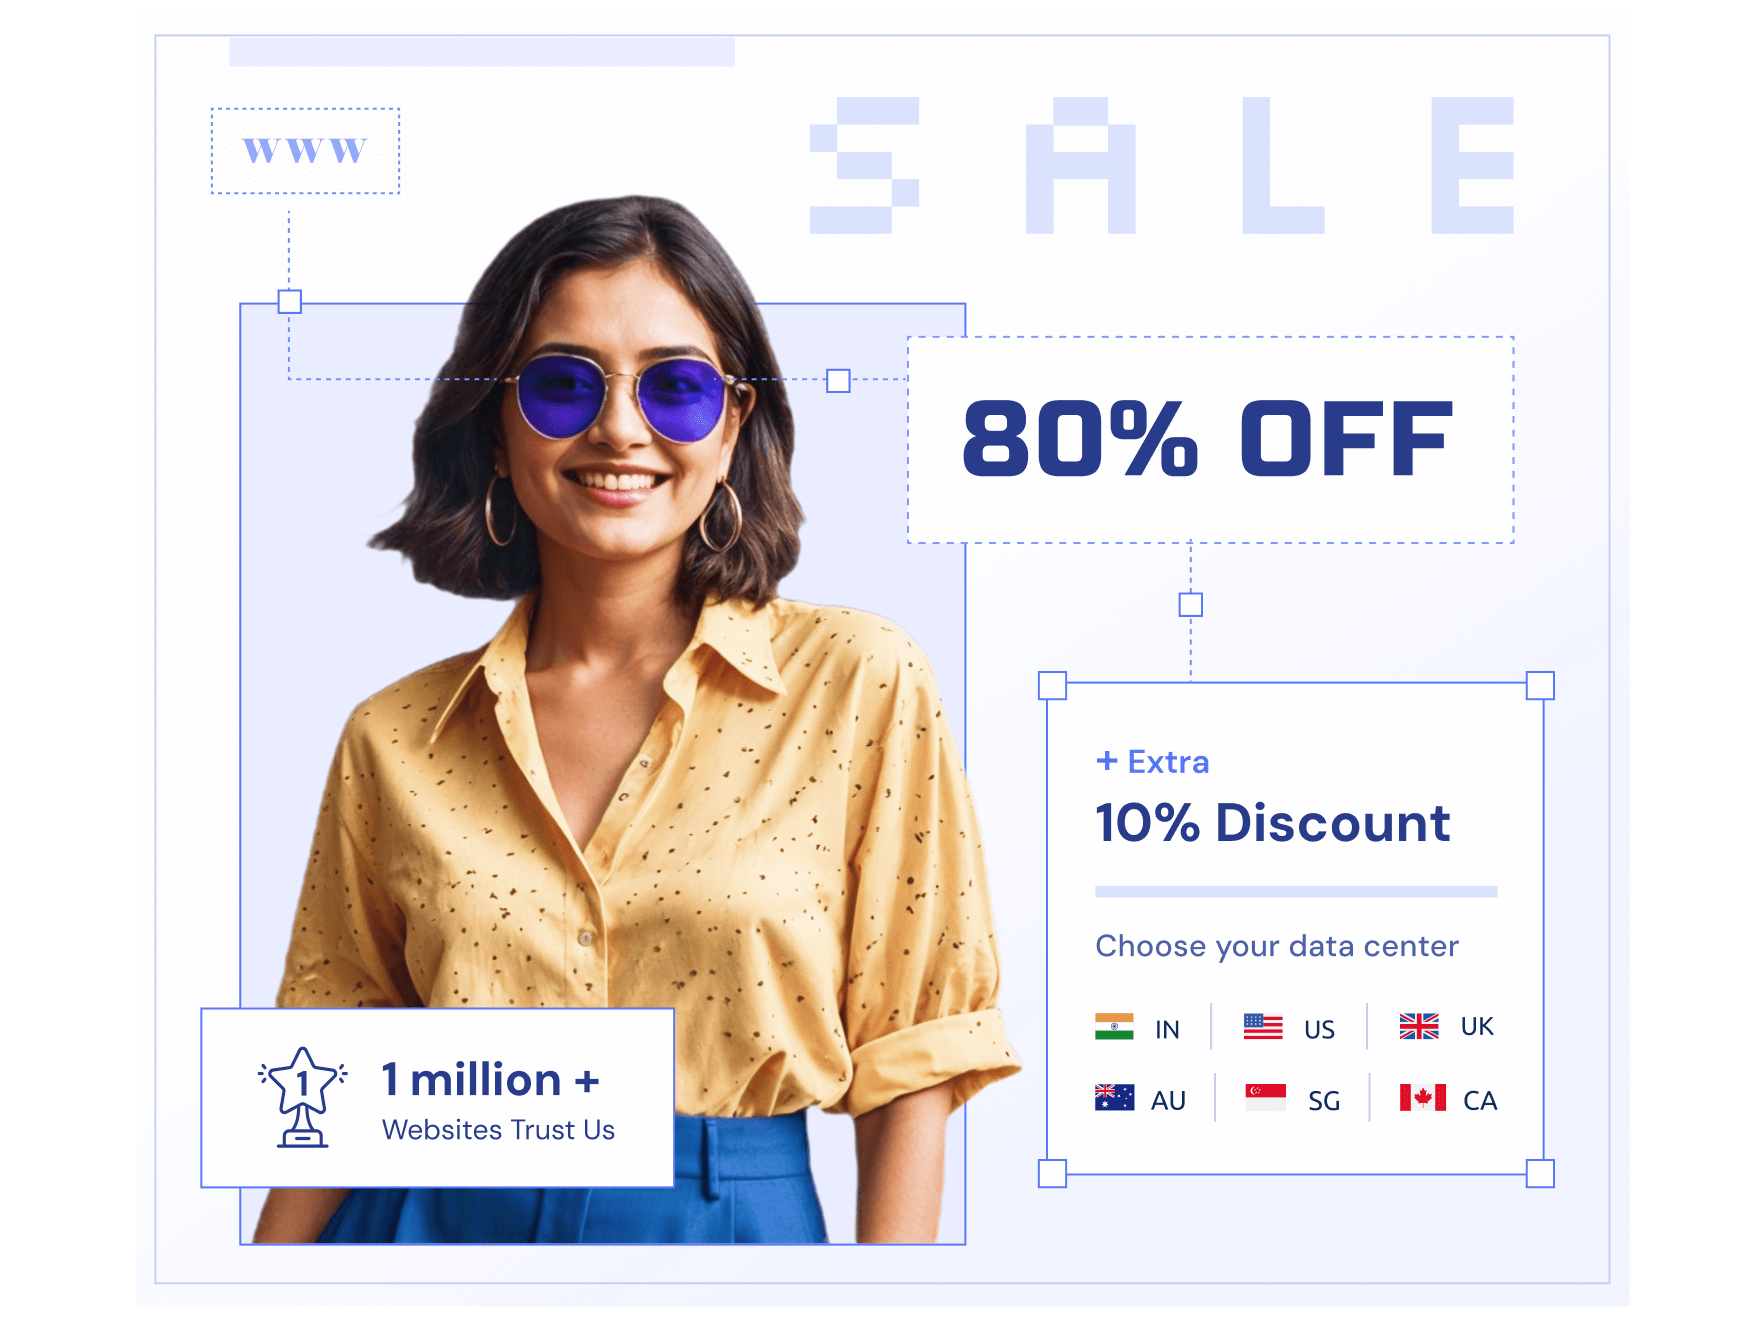 www
SALE
80% OFF
+ Extra
10% Discount
Choose your data center
IN US UK
AU SG CA
1
1 million +
Websites Trust Us